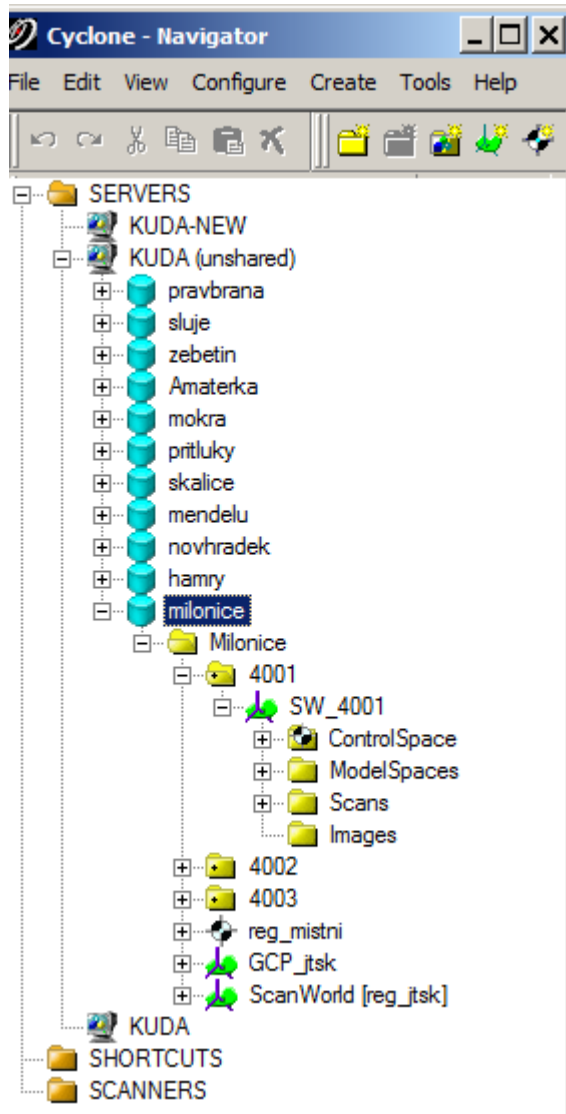 Cyclone - Navigator
File Edit View Configure Create Tools Help
SERVERS
KUDA-NEW
KUDA (unshared)
pravbrana
sluje
zebetin
Amaterka
mokra
pritluky
skalice
mendelu
novhradek
hamry
milonice
Milonice
4001
SW_4001
ControlSpace
ModelSpaces
Scans
Images
4002
4003
reg_mistni
GCP_jtsk
ScanWorld [reg_jtsk]
KUDA
SHORTCUTS
SCANNERS